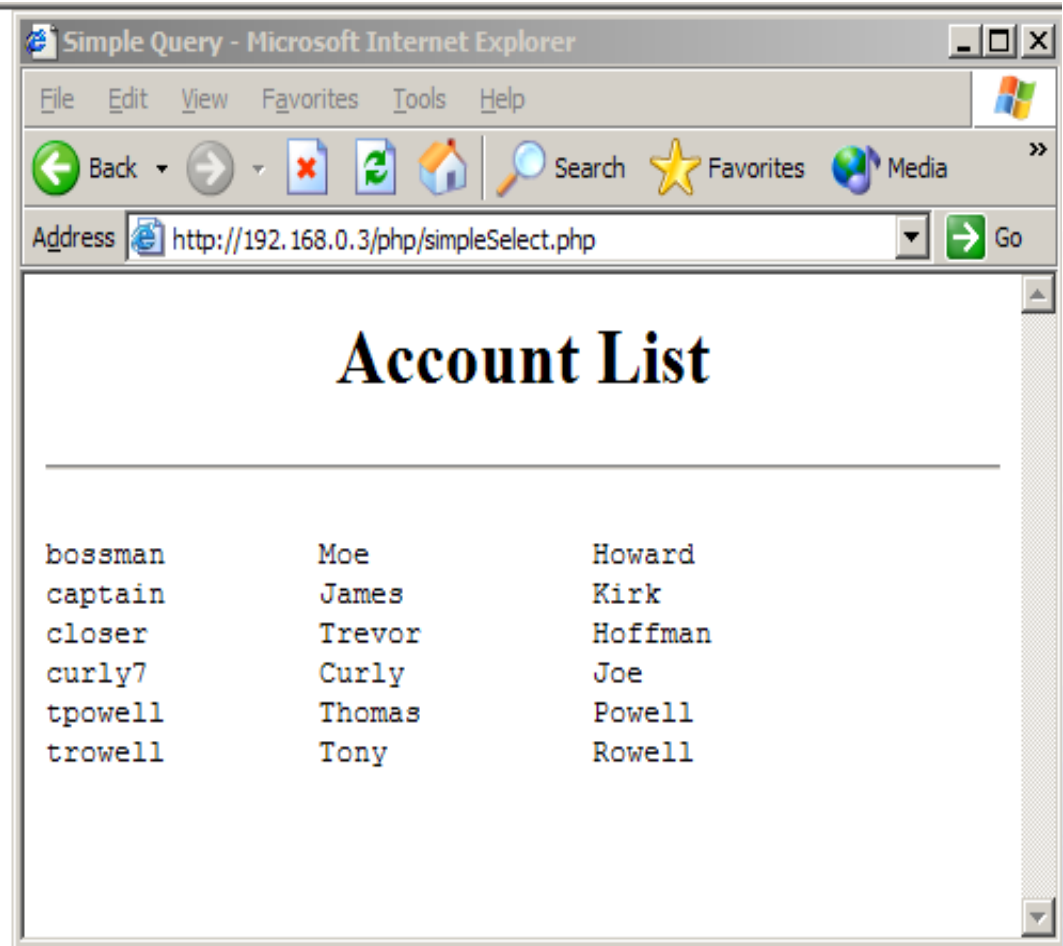 Simple Query - Microsoft Internet Explorer
File Edit View Favorites Tools Help
Back Search Favorites Media »
Address http://192.168.0.3/php/simpleSelect.php Go
Account List
bossman Moe Howard
captain James Kirk
closer Trevor Hoffman
curly7 Curly Joe
tpowell Thomas Powell
trowell Tony Rowell